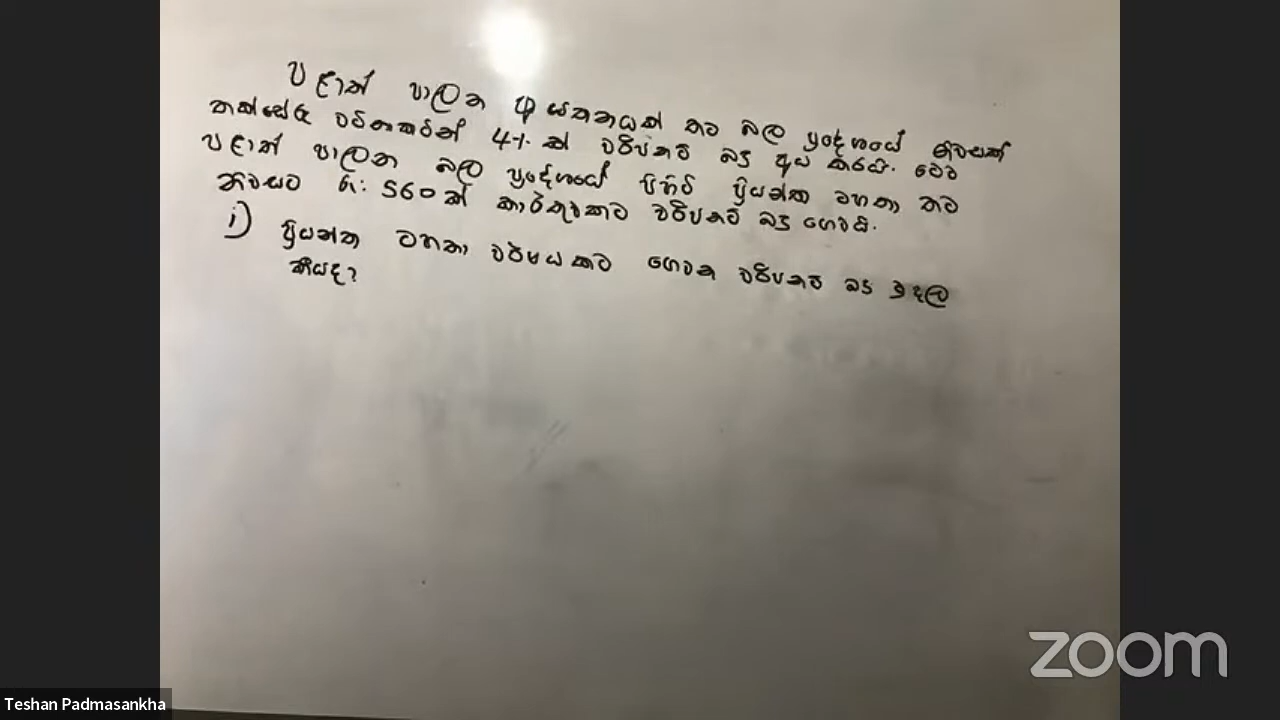 පළාත් පාලන ආයතනයක් තම බල ප්‍රදේශයේ නිවසක්
තක්සේරු වටිනාකමින් 4%ක් වරිපනම් බදු අය කරයි. මෙම
පළාත් පාලන බල ප්‍රදේශයේ පිහිටි ප්‍රියන්ත මහතා තම
නිවසට රු: 560ක් කාර්තුවකට වරිපනම් බදු ගෙවයි.
i) ප්‍රියන්ත මහතා වර්ෂයකට ගෙවන වරිපනම් බදු මුදල
කීයද?
zoom
Teshan Padmasankha